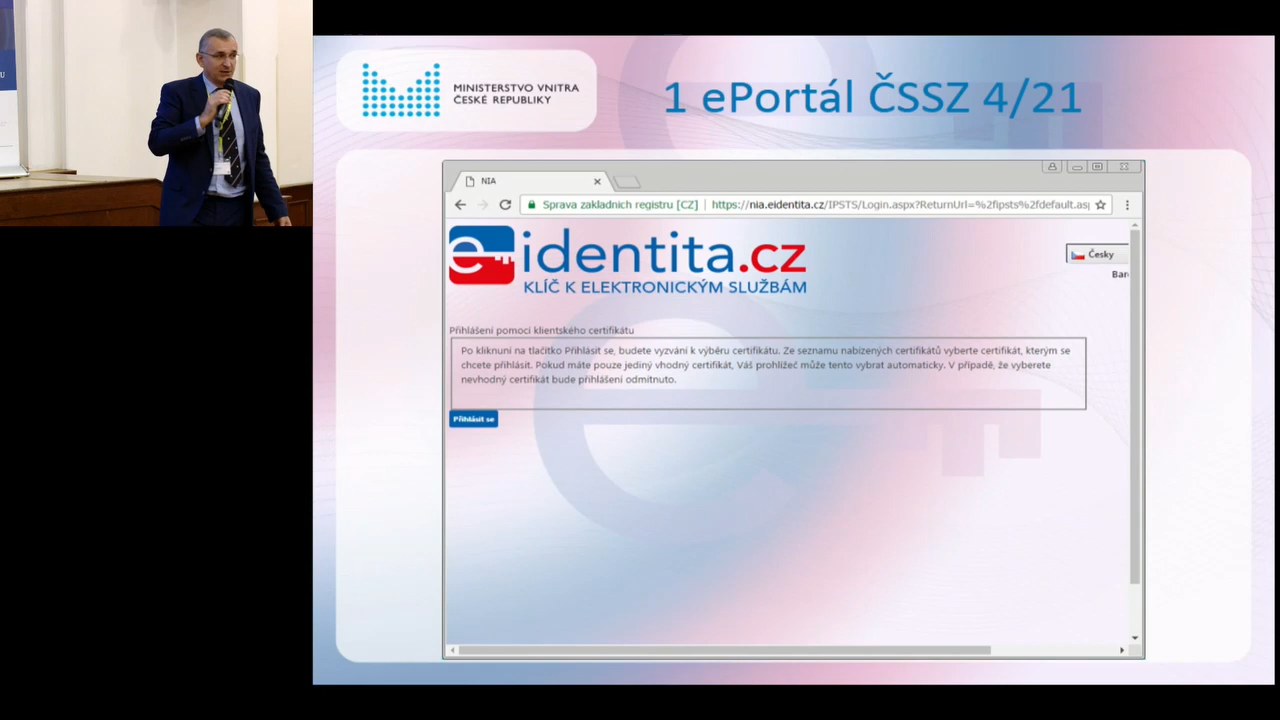 MINISTERSTVO VNITRA
ČESKÉ REPUBLIKY
1 ePortál ČSSZ 4/21
NIA
Sprava zakladnich registru [CZ] | https://nia.eidentita.cz/IPSTS/Login.aspx?ReturnUrl=%2fipsts%2fdefault.as
e identita.cz
KLÍČ K ELEKTRONICKÝM SLUŽBÁM
Česky
Bar
Přihlášení pomocí klientského certifikátu
Po kliknuní na tlačítko Přihlásit se, budete vyzváni k výběru certifikátu. Ze seznamu nabízených certifikátů vyberte certifikát, kterým se
chcete přihlásit. Pokud máte pouze jediný vhodný certifikát, Váš prohlížeč může tento vybrat automaticky. V případě, že vyberete
nevhodný certifikát bude přihlášení odmítnuto.
Přihlásit se